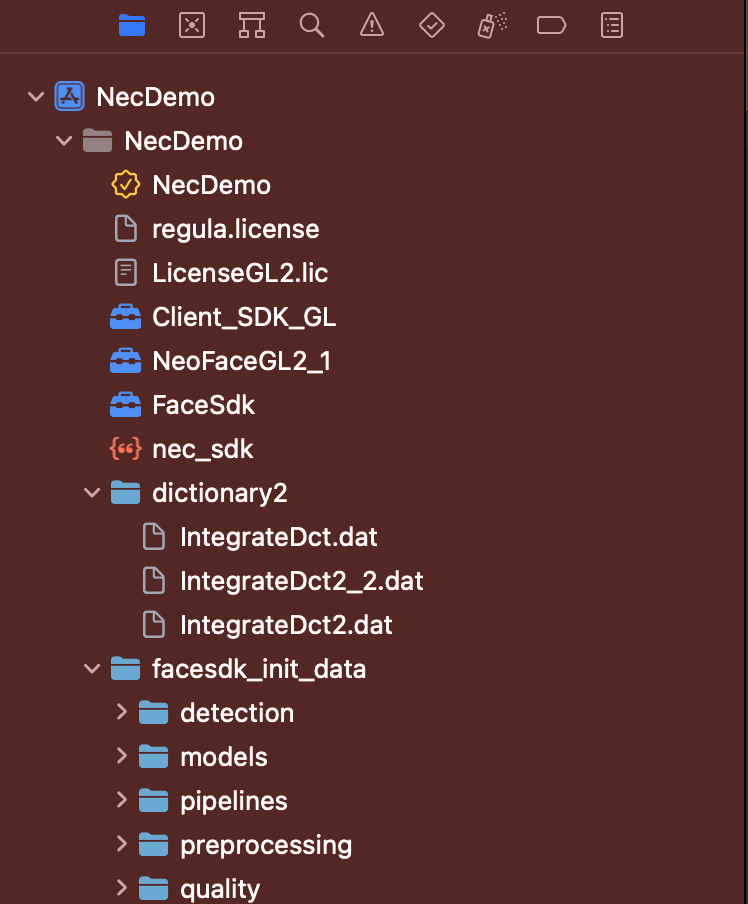 NecDemo
NecDemo
NecDemo
regula.license
LicenseGL2.lic
Client_SDK_GL
NeoFaceGL2_1
FaceSdk
nec_sdk
dictionary2
IntegrateDct.dat
IntegrateDct2_2.dat
IntegrateDct2.dat
facesdk_init_data
detection
models
pipelines
preprocessing
quality